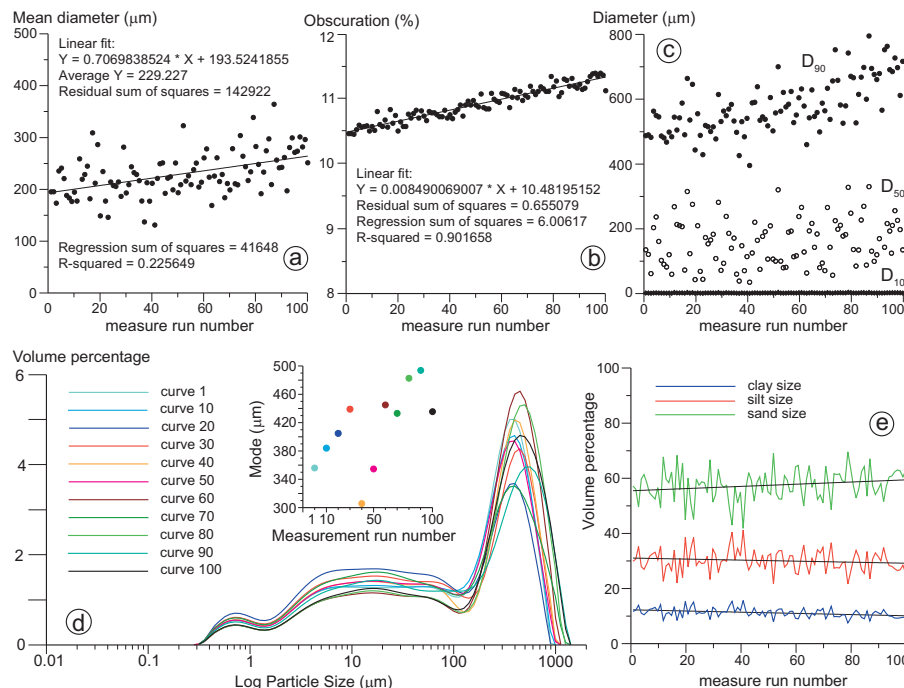 Mean diameter (μm)
Linear fit:
Y = 0.7069838524 * X + 193.5241855
Average Y = 229.227
Residual sum of squares = 142922
Regression sum of squares = 41648
R-squared = 0.225649
a
500
400
300
200
100
0
0 20 40 60 80 100
measure run number
Obscuration (%)
Linear fit:
Y = 0.008490069007 * X + 10.48195152
Residual sum of squares = 0.655079
Regression sum of squares = 6.00617
R-squared = 0.901658
b
12
11
10
9
8
0 20 40 60 80 100
measure run number
Diameter (μm)
c
D90
D50
D10
800
600
400
200
0
0 20 40 60 80 100
measure run number
Volume percentage
6
4
2
0
curve 1
curve 10
curve 20
curve 30
curve 40
curve 50
curve 60
curve 70
curve 80
curve 90
curve 100
d
0.01 0.1 1 10 100 1000
Log Particle Size (μm)
Mode (μm)
500
460
420
380
340
300
1 10 50 100
Measurement run number
Volume percentage
100
80
60
40
20
0
clay size
silt size
sand size
e
0 20 40 60 80 100
measure run number